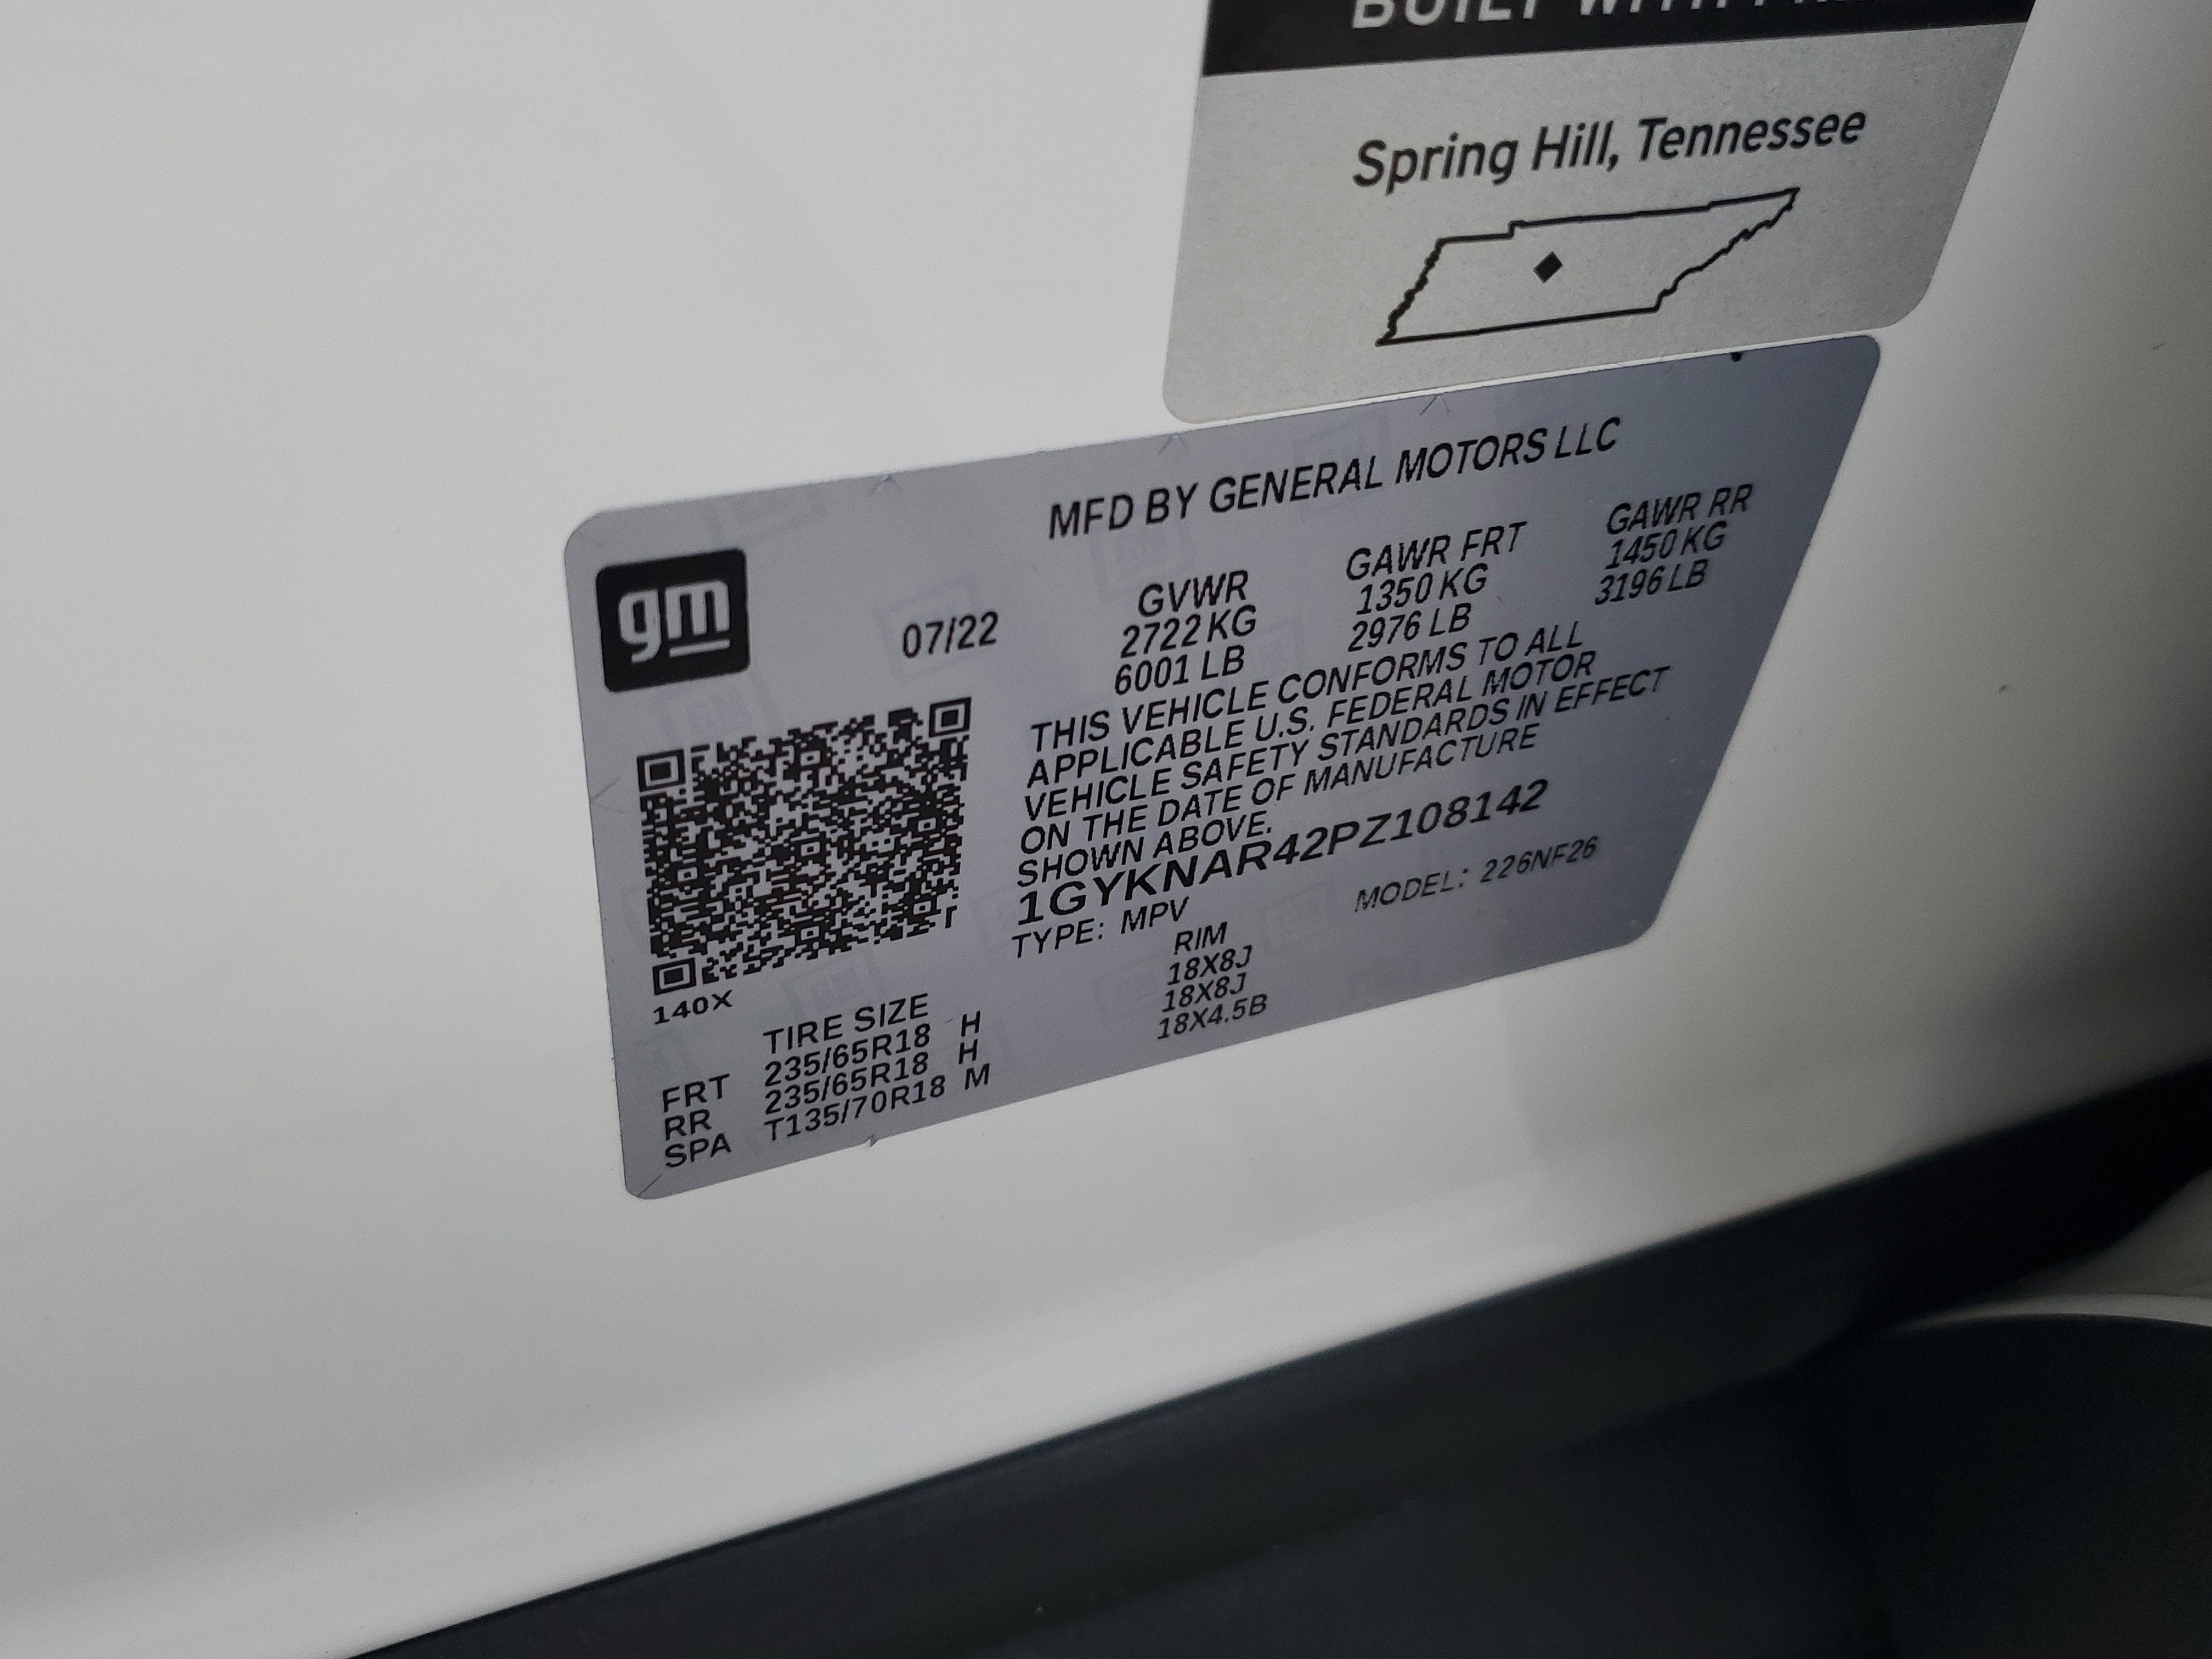 BUILT WITH
Spring Hill, Tennessee
MFD BY GENERAL MOTORS LLC
gm
07/22
GVWR GAWR FRT GAWR RR
2722 KG 1350 KG 1450 KG
6001 LB 2976 LB 3196 LB
THIS VEHICLE CONFORMS TO ALL
APPLICABLE U.S. FEDERAL MOTOR
VEHICLE SAFETY STANDARDS IN EFFECT
ON THE DATE OF MANUFACTURE
SHOWN ABOVE.
1GYKNAR42PZ108142
TYPE: MPV MODEL: 226NF26
140X
TIRE SIZE RIM
FRT 235/65R18 H 18X8J
RR 235/65R18 H 18X8J
SPA T135/70R18 M 18X4.5B